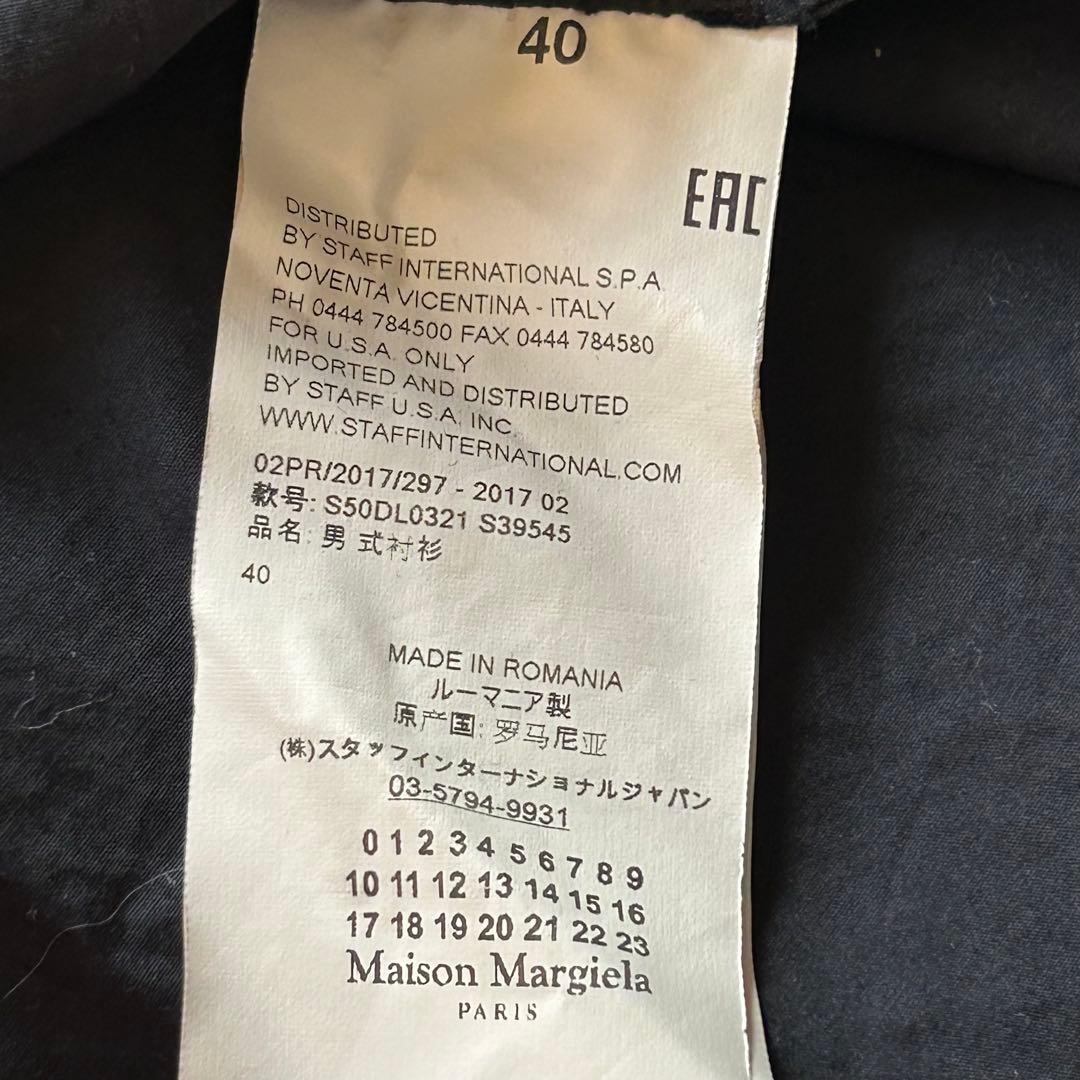 40
EAC
DISTRIBUTED
BY STAFF INTERNATIONAL S.P.A
NOVENTA VICENTINA - ITALY
PH 0444 784500 FAX 0444 784580
FOR U.S.A. ONLY
IMPORTED AND DISTRIBUTED
BY STAFF U.S.A. INC.
WWW.STAFFINTERNATIONAL.COM
02PR/2017/297 - 2017 02
款号: S50DL0321 S39545
品名: 男 式衬衫
40
MADE IN ROMANIA
ルーマニア製
原产国: 罗马尼亚
(株)スタッフインターナショナルジャパン
03-5794-9931
0 1 2 3 4 5 6 7 8 9
10 11 12 13 14 15 16
17 18 19 20 21 22 23
Maison Margiela
PARIS